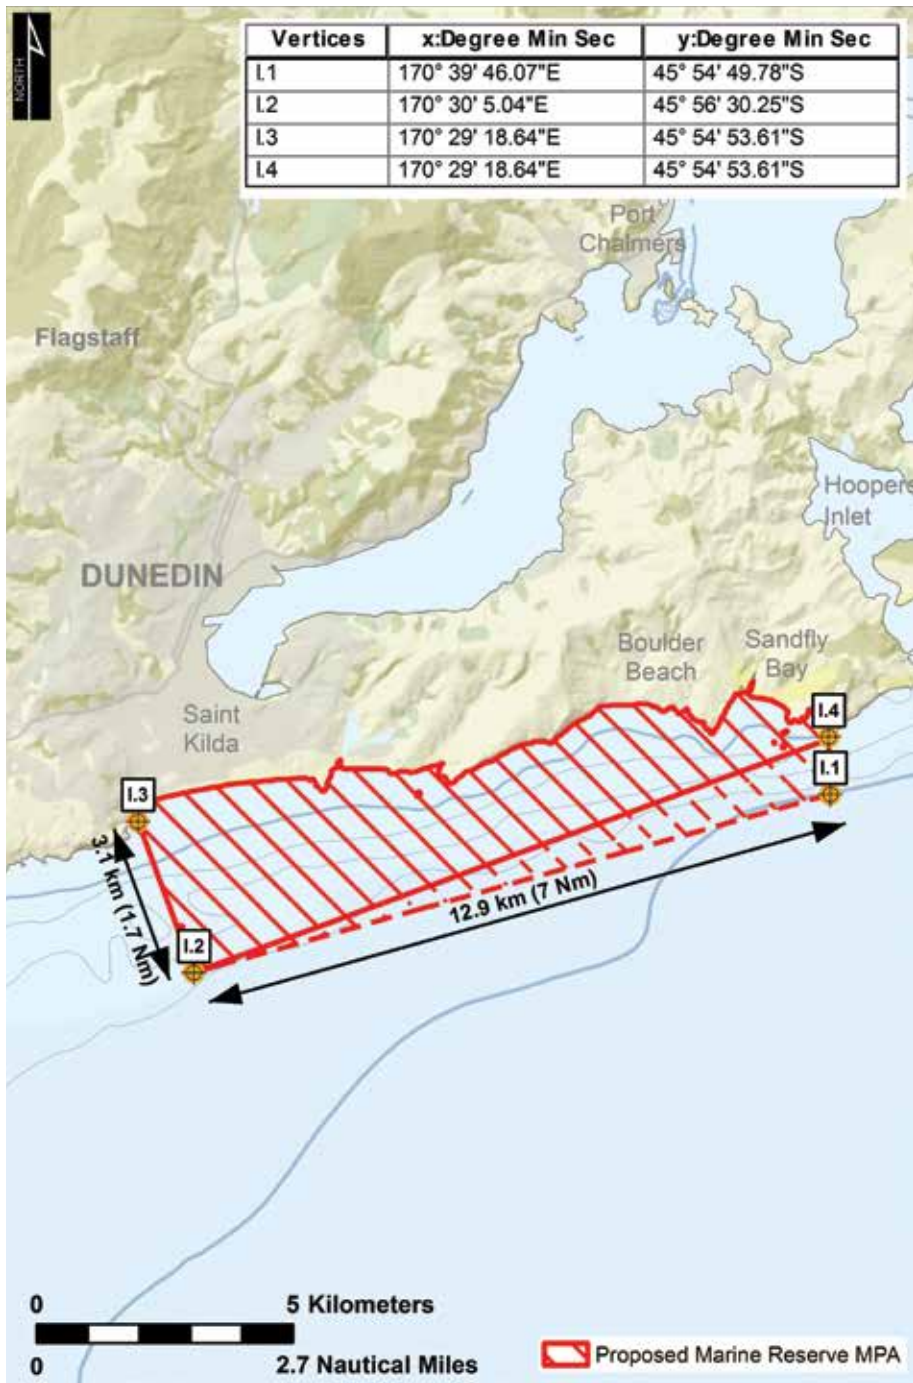 NORTH
Vertices x:Degree Min Sec y:Degree Min Sec
I.1 170° 39' 46.07"E 45° 54' 49.78"S
I.2 170° 30' 5.04"E 45° 56' 30.25"S
I.3 170° 29' 18.64"E 45° 54' 53.61"S
I.4 170° 29' 18.64"E 45° 54' 53.61"S
Port
Chalmers
Flagstaff
Hoopers
Inlet
DUNEDIN
Boulder
Beach
Sandfly
Bay
Saint
Kilda
I.4
I.1
I.3
3.1 km (1.7 Nm)
12.9 km (7 Nm)
I.2
0 5 Kilometers
0 2.7 Nautical Miles
Proposed Marine Reserve MPA